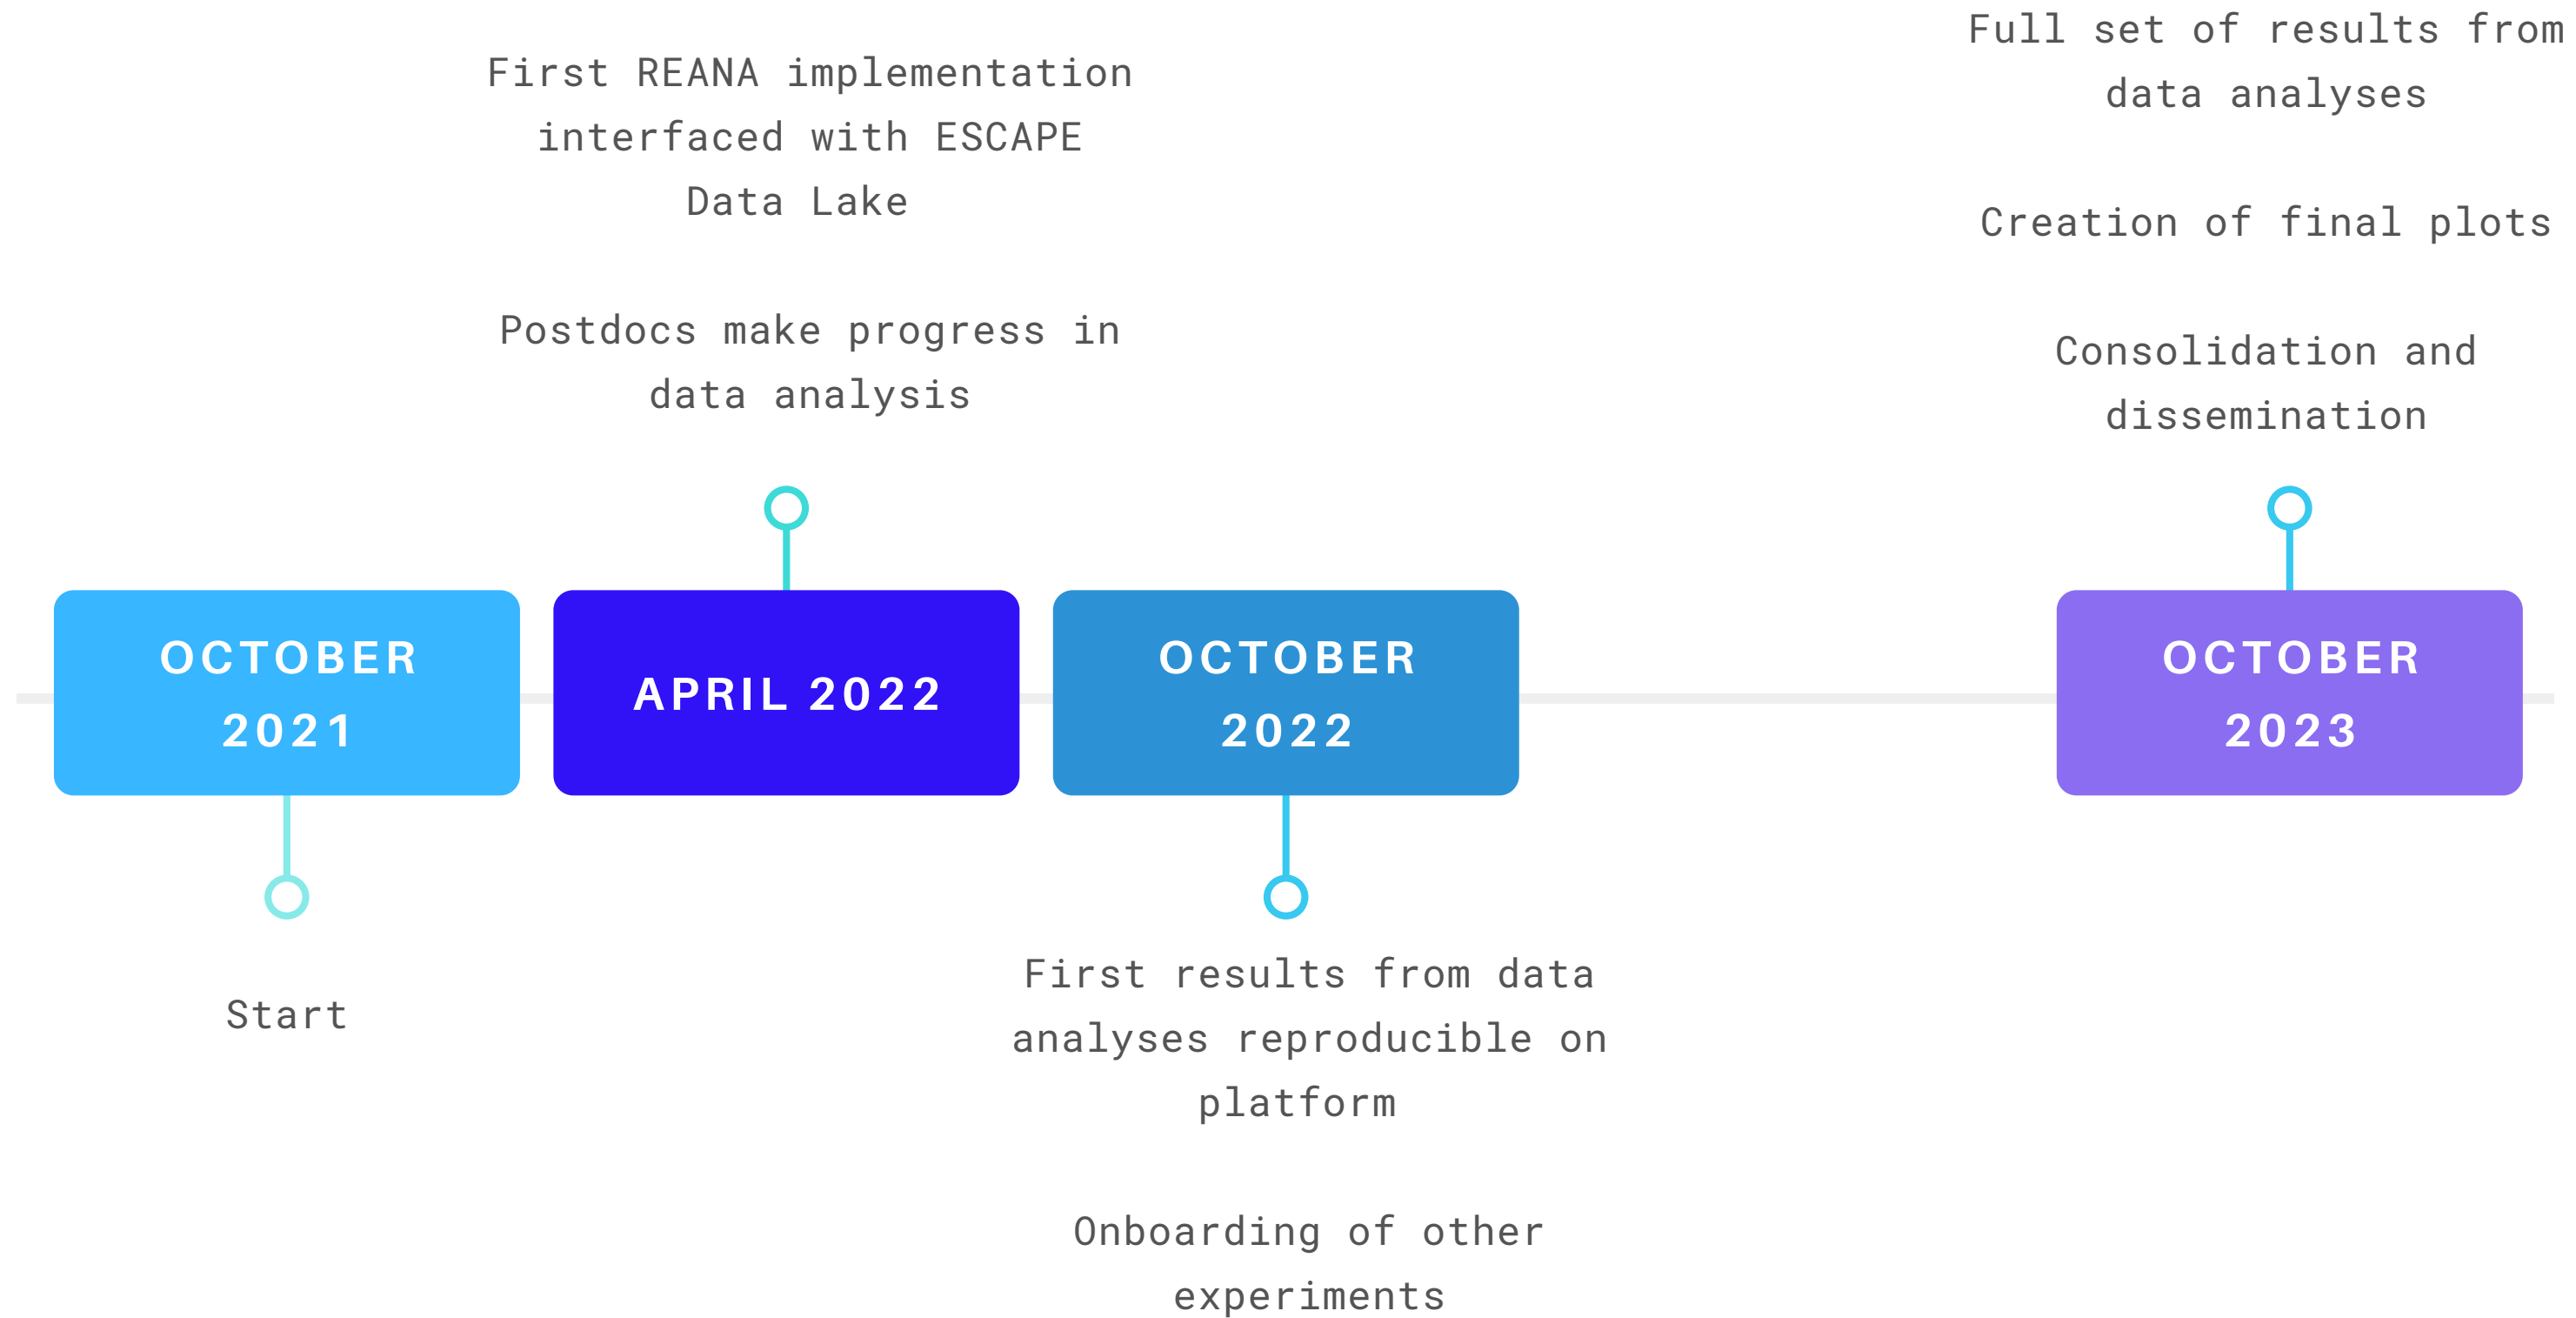 First REANA implementation
interfaced with ESCAPE
Data Lake
Postdocs make progress in
data analysis
Full set of results from
data analyses
Creation of final plots
Consolidation and
dissemination
OCTOBER
2021
APRIL 2022
OCTOBER
2022
OCTOBER
2023
Start
First results from data
analyses reproducible on
platform
Onboarding of other
experiments